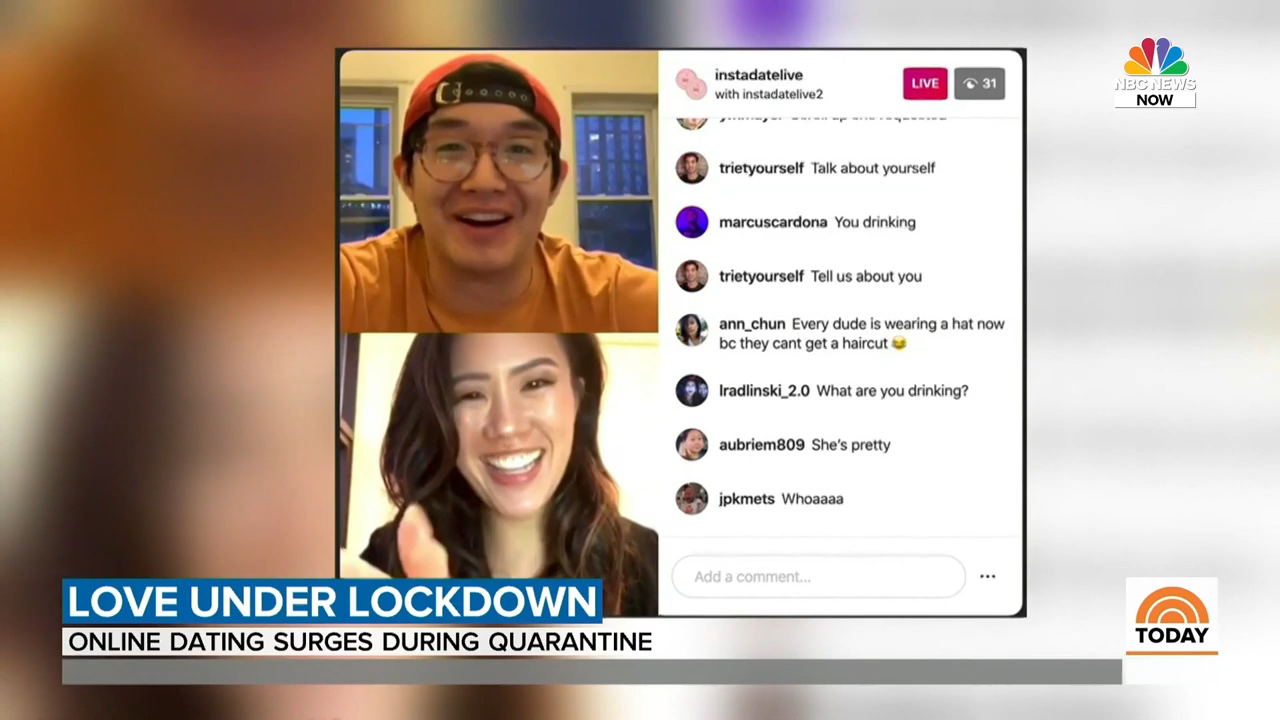 NBC NEWS
NOW
instadatelive
with instadatelive2
LIVE
31
trietyourself Talk about yourself
marcuscardona You drinking
trietyourself Tell us about you
ann_chun Every dude is wearing a hat now
bc they cant get a haircut 😂
lradlinski_2.0 What are you drinking?
aubriem809 She's pretty
jpkmets Whoaaaa
Add a comment...
LOVE UNDER LOCKDOWN
ONLINE DATING SURGES DURING QUARANTINE
TODAY